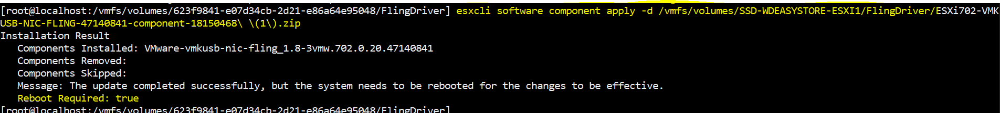 [root@localhost:/vmfs/volumes/623f9841-e07d34cb-2d21-e86a64e95048/FlingDriver] esxcli software component apply -d /vmfs/volumes/SSD-WDEASYSTORE-ESXI1/FlingDriver/ESXi702-VMK
USB-NIC-FLING-47140841-component-18150468\ \(1\).zip
Installation Result
   Components Installed: VMware-vmkusb-nic-fling_1.8-3vmw.702.0.20.47140841
   Components Removed:
   Components Skipped:
   Message: The update completed successfully, but the system needs to be rebooted for the changes to be effective.
   Reboot Required: true
[root@localhost:/vmfs/volumes/623f9841-e07d34cb-2d21-e86a64e95048/FlingDriver]